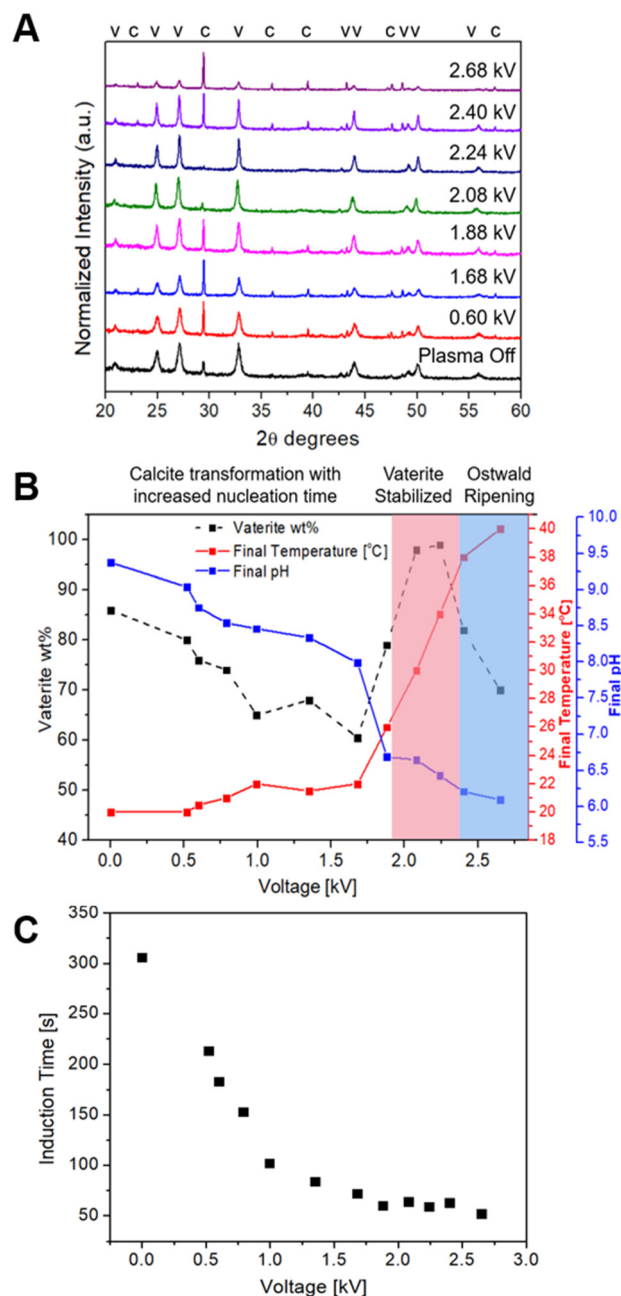 A
V C V V C V C C V V C V V V C
2.68 kV
2.40 kV
2.24 kV
2.08 kV
1.88 kV
1.68 kV
0.60 kV
Plasma Off
Normalized Intensity (a.u.)
20 25 30 35 40 45 50 55 60
2θ degrees
B
Calcite transformation with
increased nucleation time
Vaterite
Stabilized
Ostwald
Ripening
Vaterite wt%
Final Temperature [°C]
Final pH
100
90
80
70
60
50
40
Vaterite wt%
0.0 0.5 1.0 1.5 2.0 2.5
Voltage [kV]
40
38
36
34
32
30
28
26
24
22
20
18
Final Temperature [°C]
10.0
9.5
9.0
8.5
8.0
7.5
7.0
6.5
6.0
5.5
Final pH
C
350
300
250
200
150
100
50
Induction Time [s]
0.0 0.5 1.0 1.5 2.0 2.5 3.0
Voltage [kV]